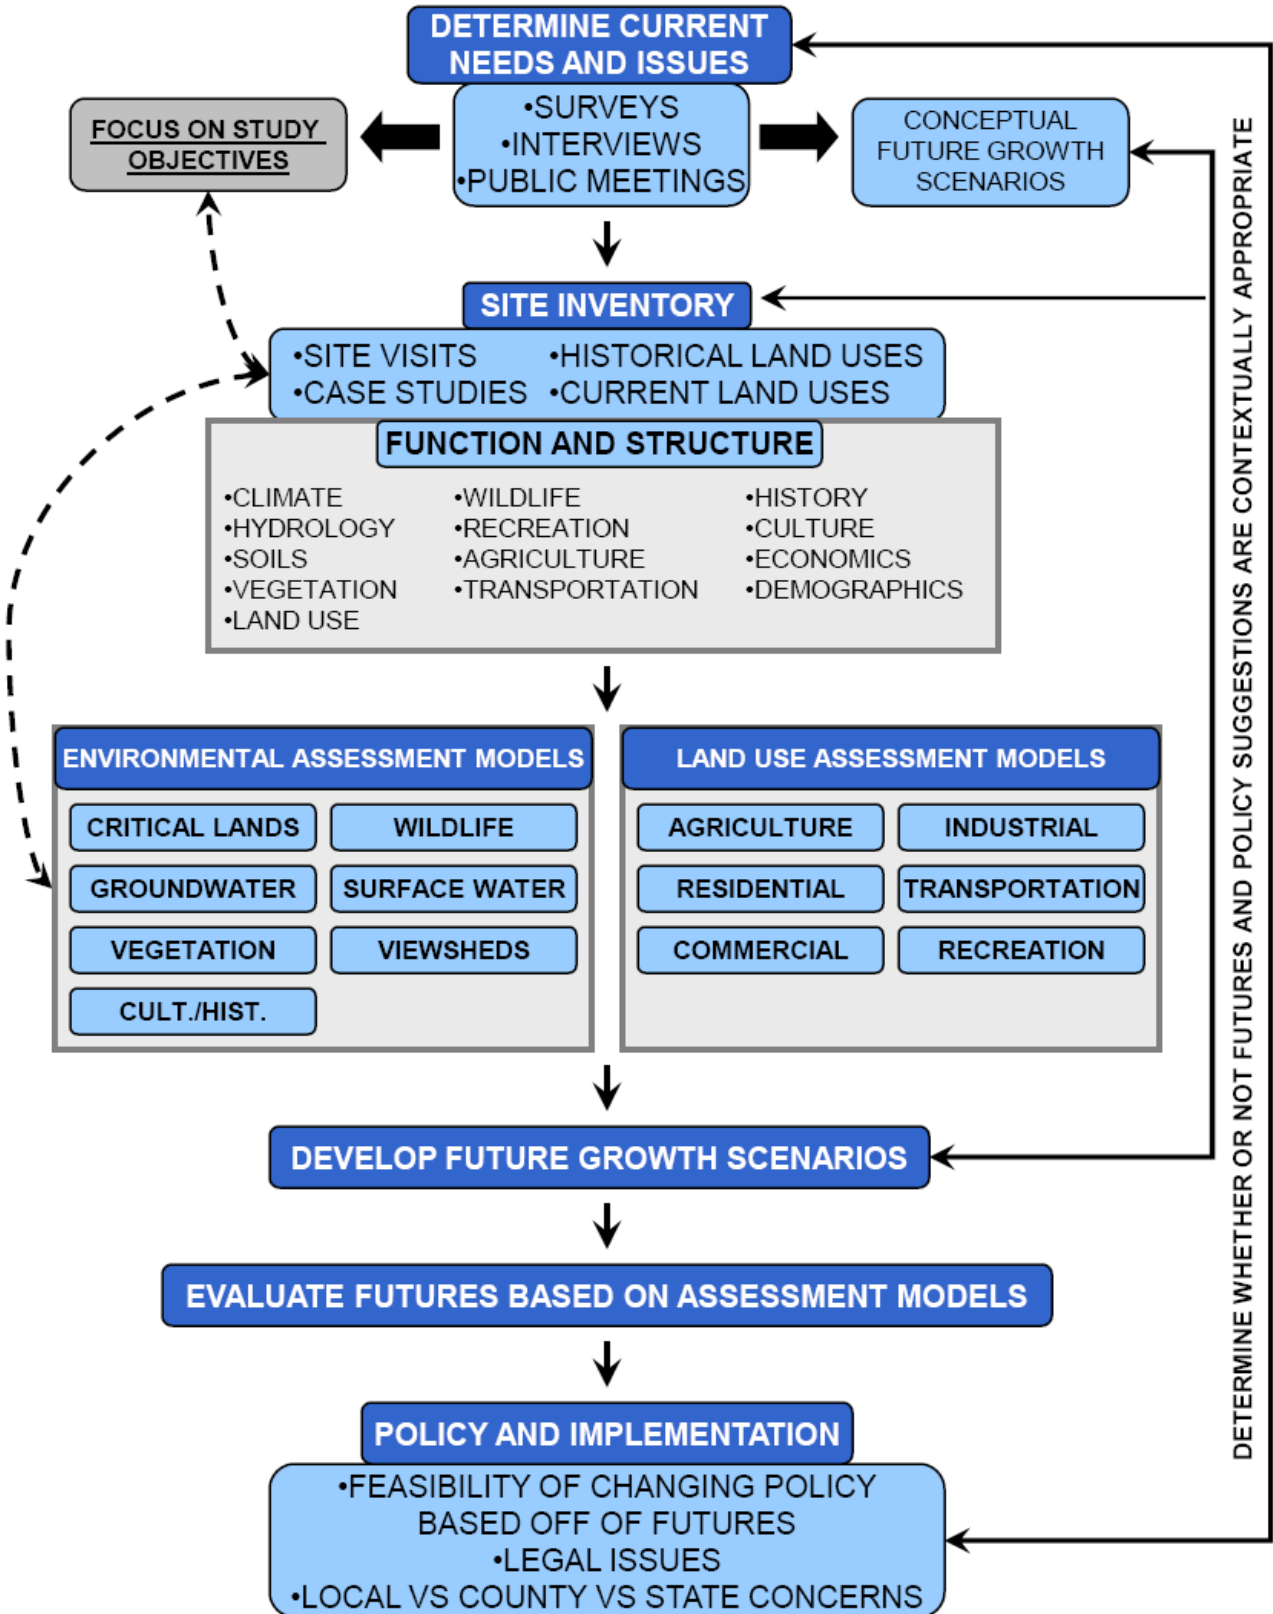 DETERMINE CURRENT
NEEDS AND ISSUES
•SURVEYS
•INTERVIEWS
•PUBLIC MEETINGS
FOCUS ON STUDY
OBJECTIVES
CONCEPTUAL
FUTURE GROWTH
SCENARIOS
SITE INVENTORY
•SITE VISITS •HISTORICAL LAND USES
•CASE STUDIES •CURRENT LAND USES
FUNCTION AND STRUCTURE
•CLIMATE •WILDLIFE •HISTORY
•HYDROLOGY •RECREATION •CULTURE
•SOILS •AGRICULTURE •ECONOMICS
•VEGETATION •TRANSPORTATION •DEMOGRAPHICS
•LAND USE
ENVIRONMENTAL ASSESSMENT MODELS
CRITICAL LANDS WILDLIFE
GROUNDWATER SURFACE WATER
VEGETATION VIEWSHEDS
CULT./HIST.
LAND USE ASSESSMENT MODELS
AGRICULTURE INDUSTRIAL
RESIDENTIAL TRANSPORTATION
COMMERCIAL RECREATION
DEVELOP FUTURE GROWTH SCENARIOS
EVALUATE FUTURES BASED ON ASSESSMENT MODELS
POLICY AND IMPLEMENTATION
•FEASIBILITY OF CHANGING POLICY
BASED OFF OF FUTURES
•LEGAL ISSUES
•LOCAL VS COUNTY VS STATE CONCERNS
DETERMINE WHETHER OR NOT FUTURES AND POLICY SUGGESTIONS ARE CONTEXTUALLY APPROPRIATE